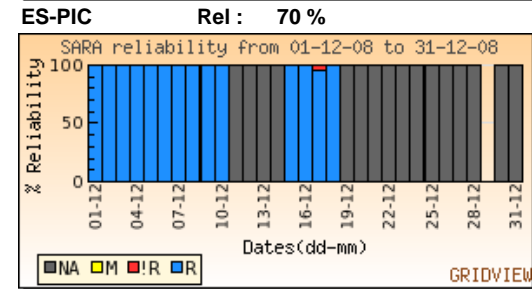 ES-PIC Rel : 70 %
SARA reliability from 01-12-08 to 31-12-08
% Reliability
100
50
0
01-12 04-12 07-12 10-12 13-12 16-12 19-12 22-12 25-12 28-12 31-12
Dates(dd-mm)
NA M !R R
GRIDVIEW